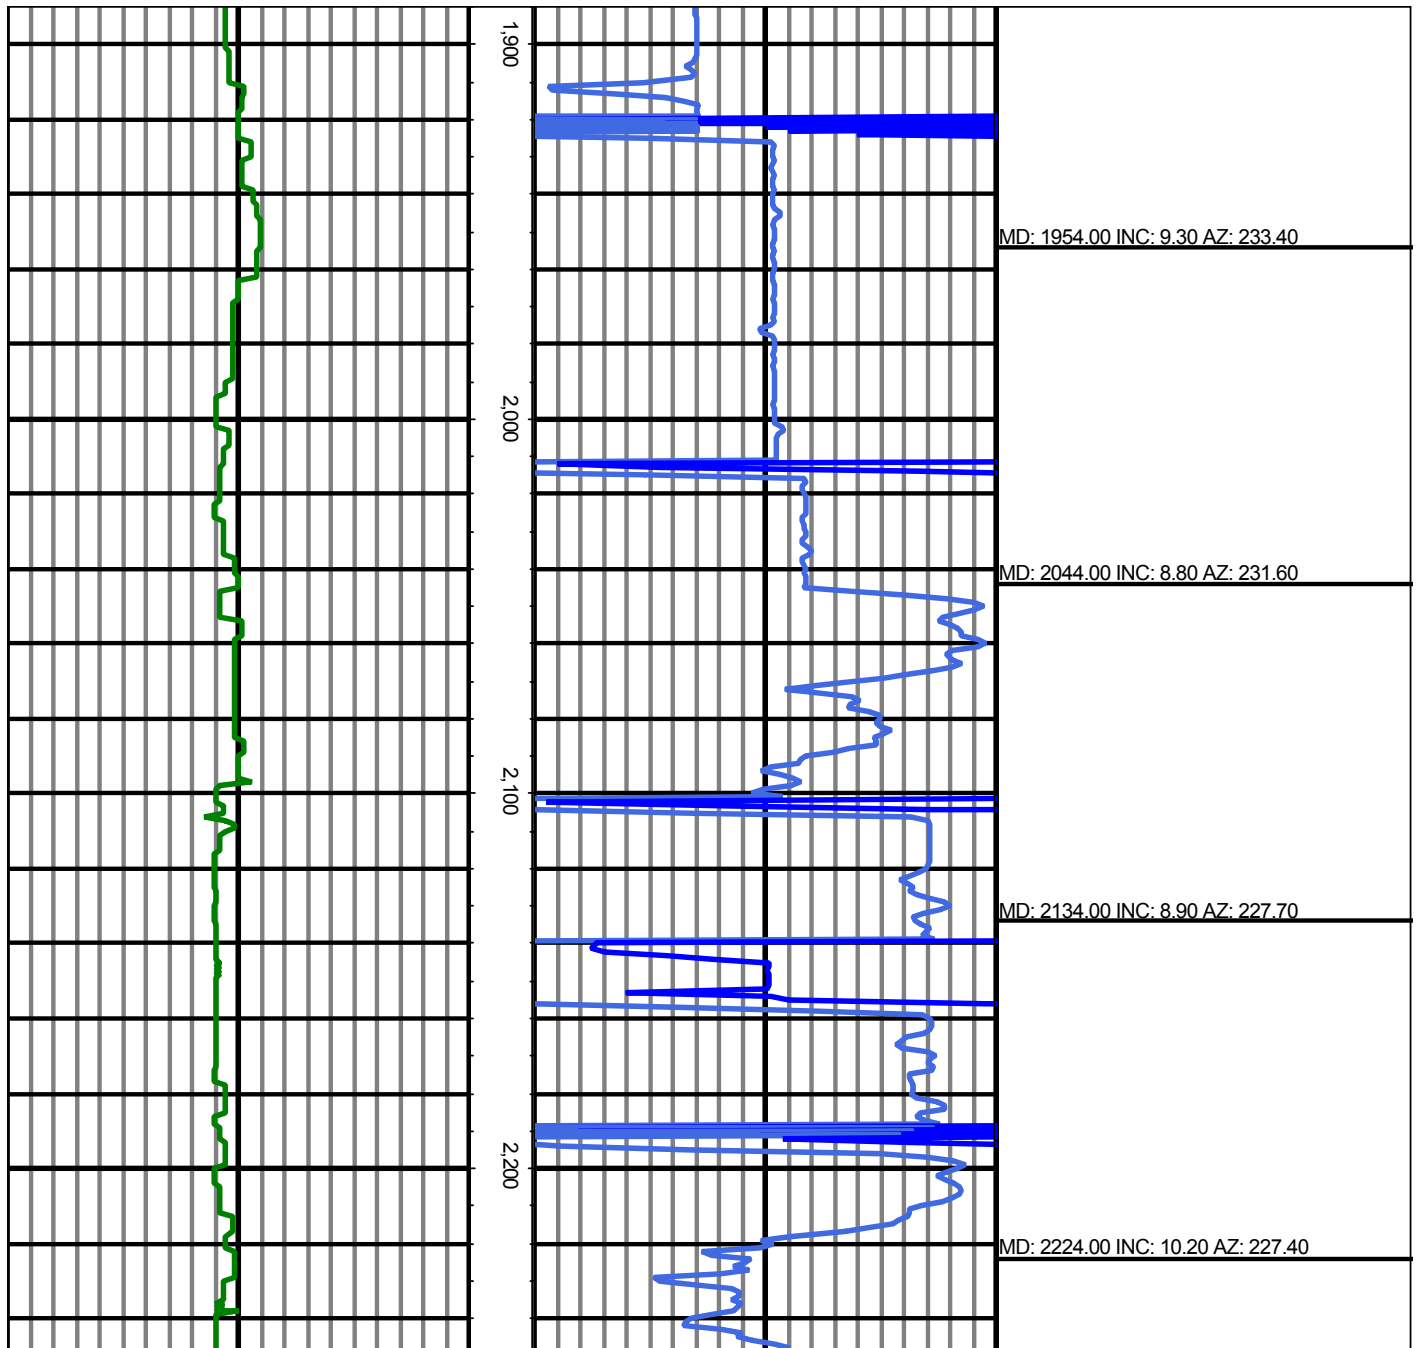 1,900
MD: 1954.00 INC: 9.30 AZ: 233.40
2,000
MD: 2044.00 INC: 8.80 AZ: 231.60
2,100
MD: 2134.00 INC: 8.90 AZ: 227.70
2,200
MD: 2224.00 INC: 10.20 AZ: 227.40